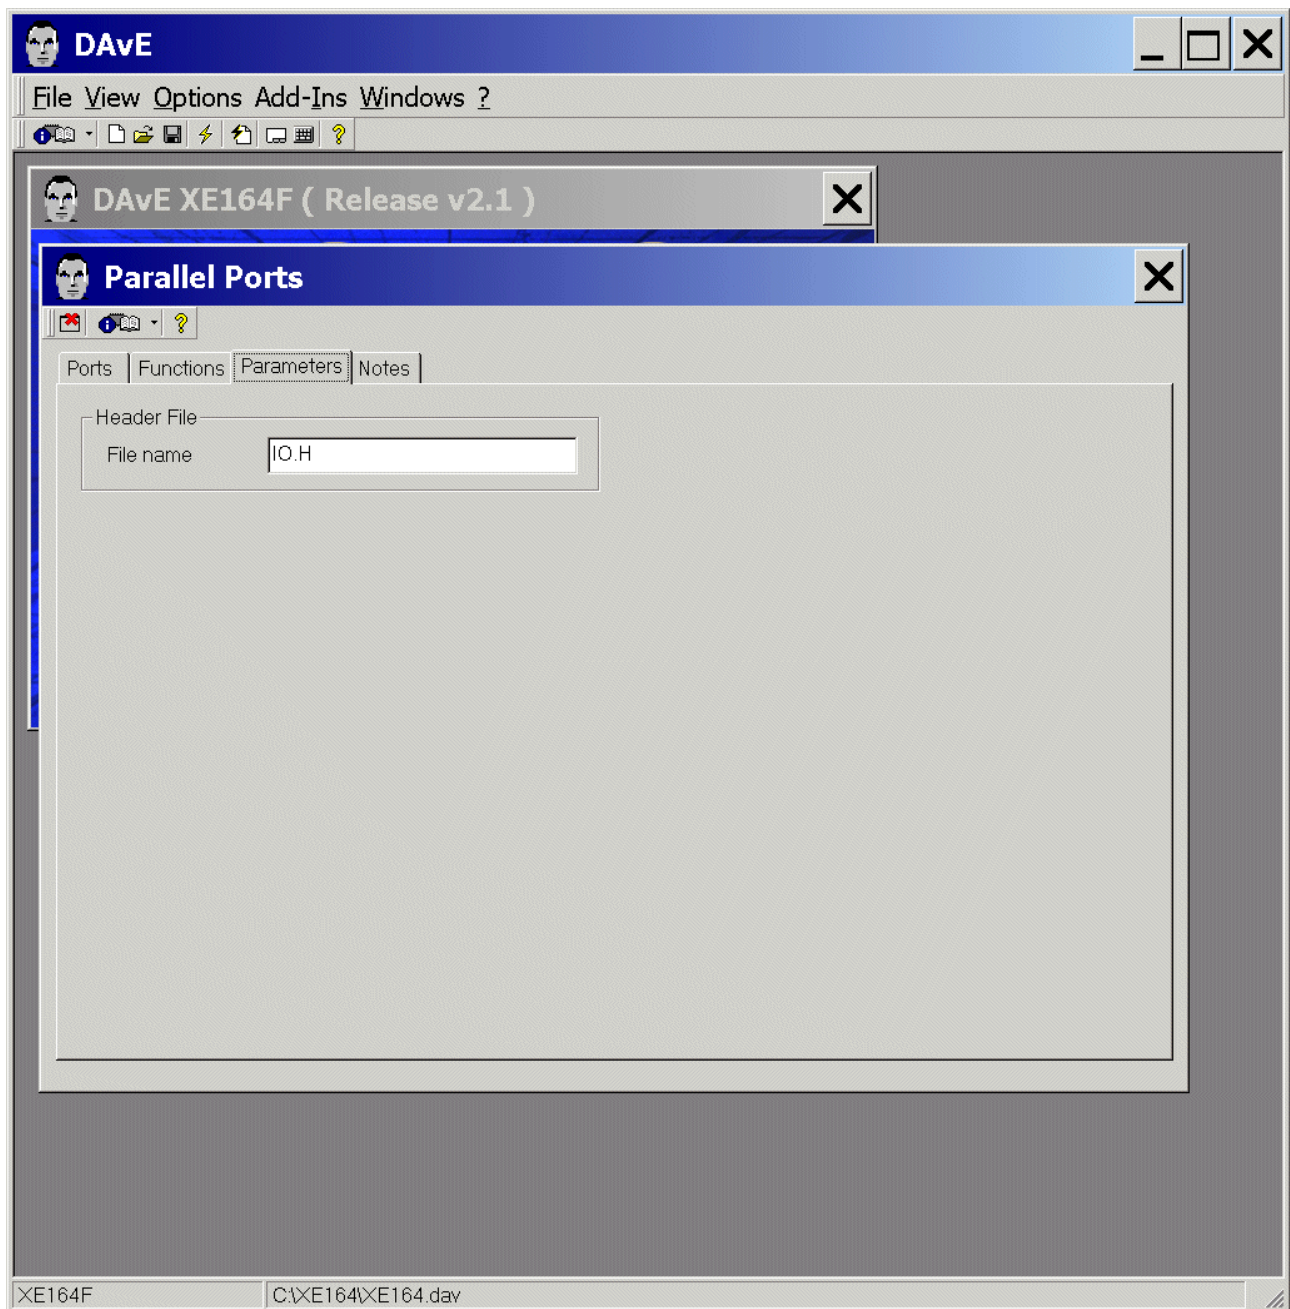 DAvE
File View Options Add-Ins Windows ?
DAvE XE164F ( Release v2.1 )
Parallel Ports
Ports Functions Parameters Notes
Header File
File name IO.H
XE164F C:\XE164\XE164.dav